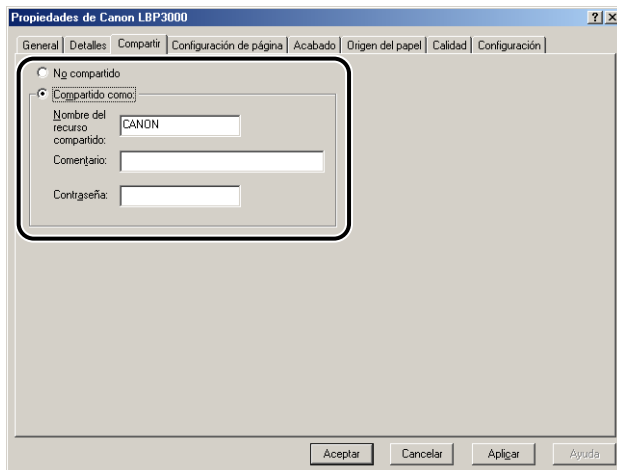 Propiedades de Canon LBP3000
General Detalles Compartir Configuración de página Acabado Origen del papel Calidad Configuración
No compartido
Compartido como:
Nombre del
recurso
compartido:
CANON
Comentario:
Contraseña:
Aceptar Cancelar Aplicar Ayuda